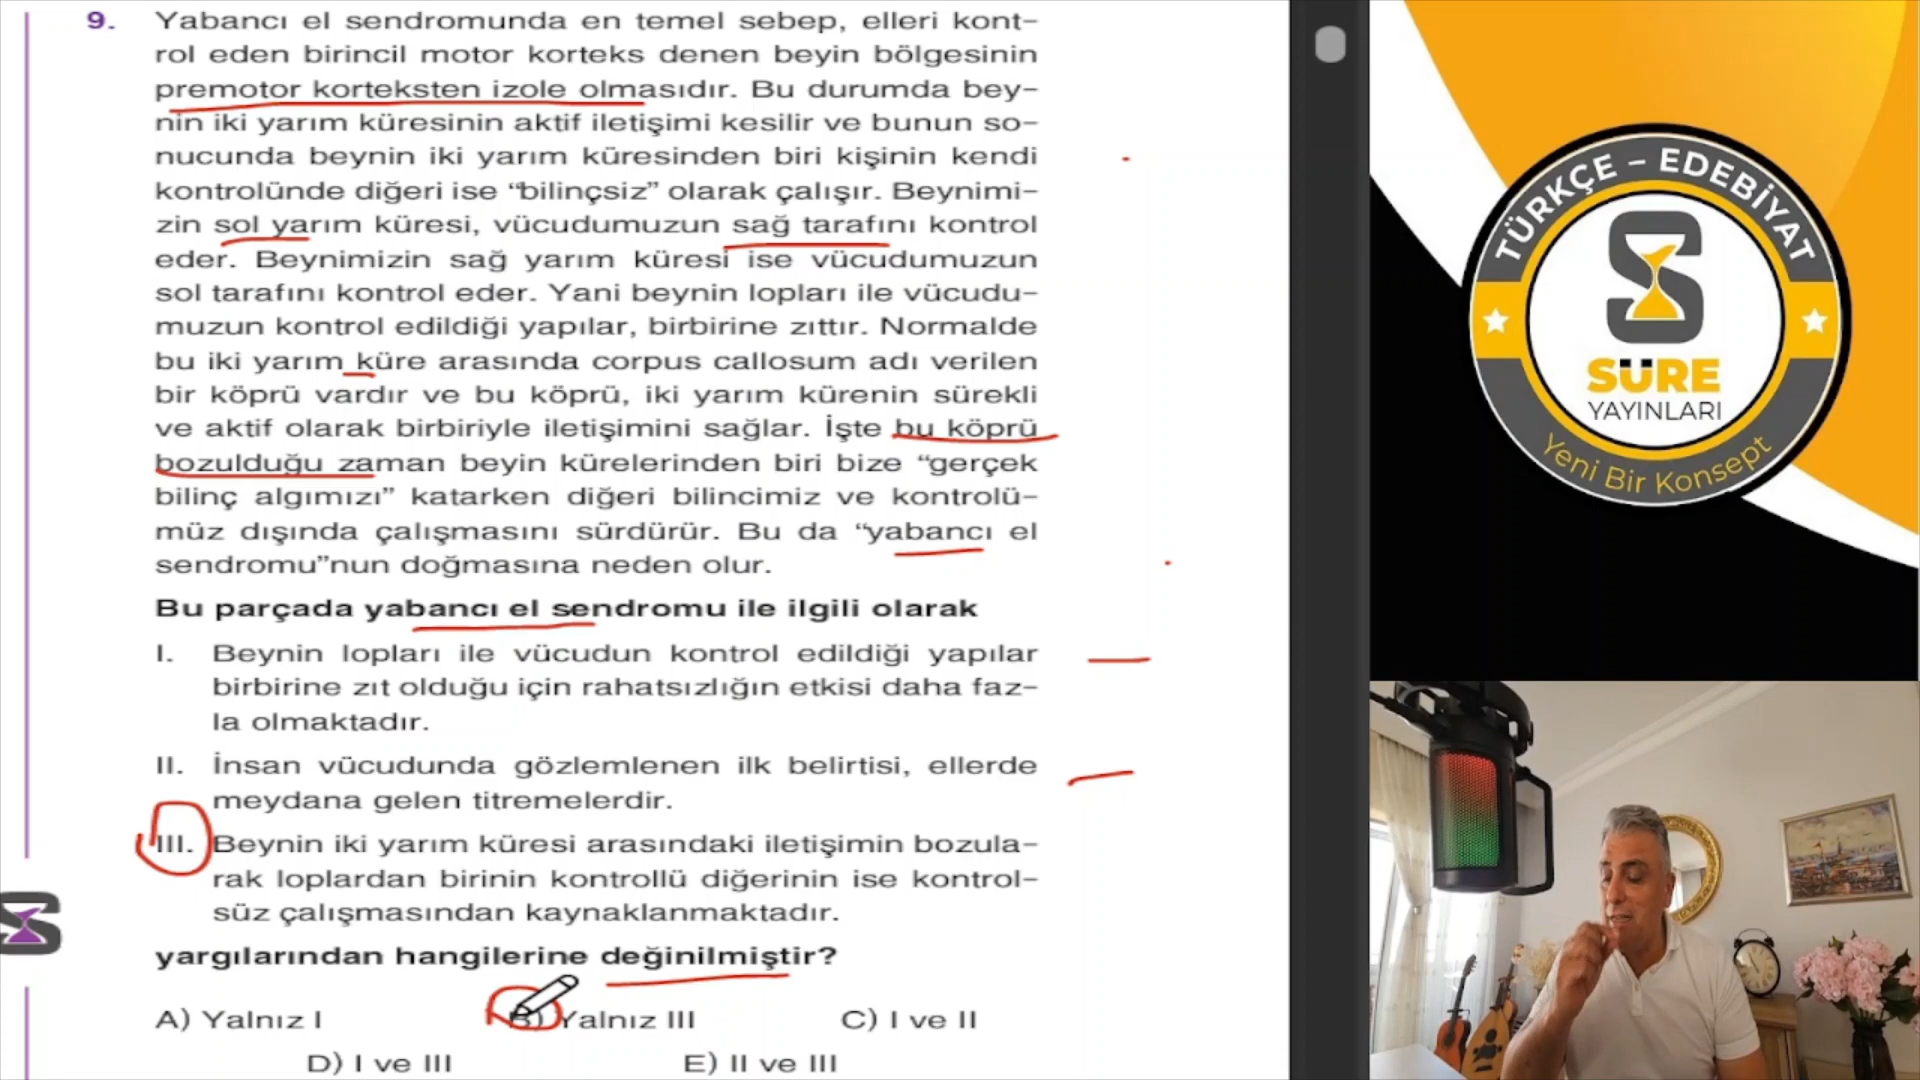 9. Yabancı el sendromunda en temel sebep, elleri kont-
rol eden birincil motor korteks denen beyin bölgesinin
premotor korteksten izole olmasıdır. Bu durumda bey-
nin iki yarım küresinin aktif iletişimi kesilir ve bunun so-
nucunda beynin iki yarım küresinden biri kişinin kendi
kontrolünde diğeri ise “bilinçsiz” olarak çalışır. Beynimi-
zin sol yarım küresi, vücudumuzun sağ tarafını kontrol
eder. Beynimizin sağ yarım küresi ise vücudumuzun
sol tarafını kontrol eder. Yani beynin lopları ile vücudu-
muzun kontrol edildiği yapılar, birbirine zıttır. Normalde
bu iki yarım küre arasında corpus callosum adı verilen
bir köprü vardır ve bu köprü, iki yarım kürenin sürekli
ve aktif olarak birbiriyle iletişimini sağlar. İşte bu köprü
bozulduğu zaman beyin kürelerinden biri bize “gerçek
bilinç algımızı” katarken diğeri bilincimiz ve kontrolü-
müz dışında çalışmasını sürdürür. Bu da “yabancı el
sendromu”nun doğmasına neden olur.
Bu parçada yabancı el sendromu ile ilgili olarak
I. Beynin lopları ile vücudun kontrol edildiği yapılar
birbirine zıt olduğu için rahatsızlığın etkisi daha faz-
la olmaktadır.
II. İnsan vücudunda gözlemlenen ilk belirtisi, ellerde
meydana gelen titremelerdir.
III. Beynin iki yarım küresi arasındaki iletişimin bozula-
rak loplardan birinin kontrollü diğerinin ise kontrol-
süz çalışmasından kaynaklanmaktadır.
yargılarından hangilerine değinilmiştir?
A) Yalnız I B) Yalnız III C) I ve II
D) I ve III E) II ve III
TÜRKÇE – EDEBİYAT
SÜRE
YAYINLARI
Yeni Bir Konsept